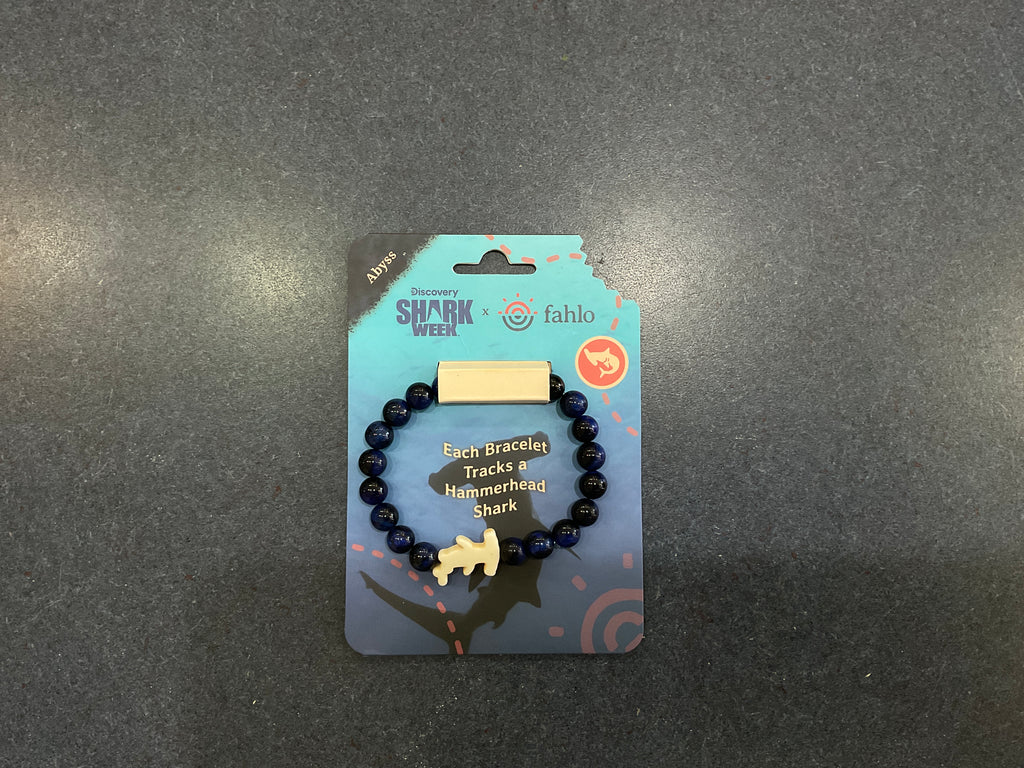 Abyss
Discovery
SHARK
WEEK
x
fahlo
Each Bracelet
Tracks a
Hammerhead
Shark